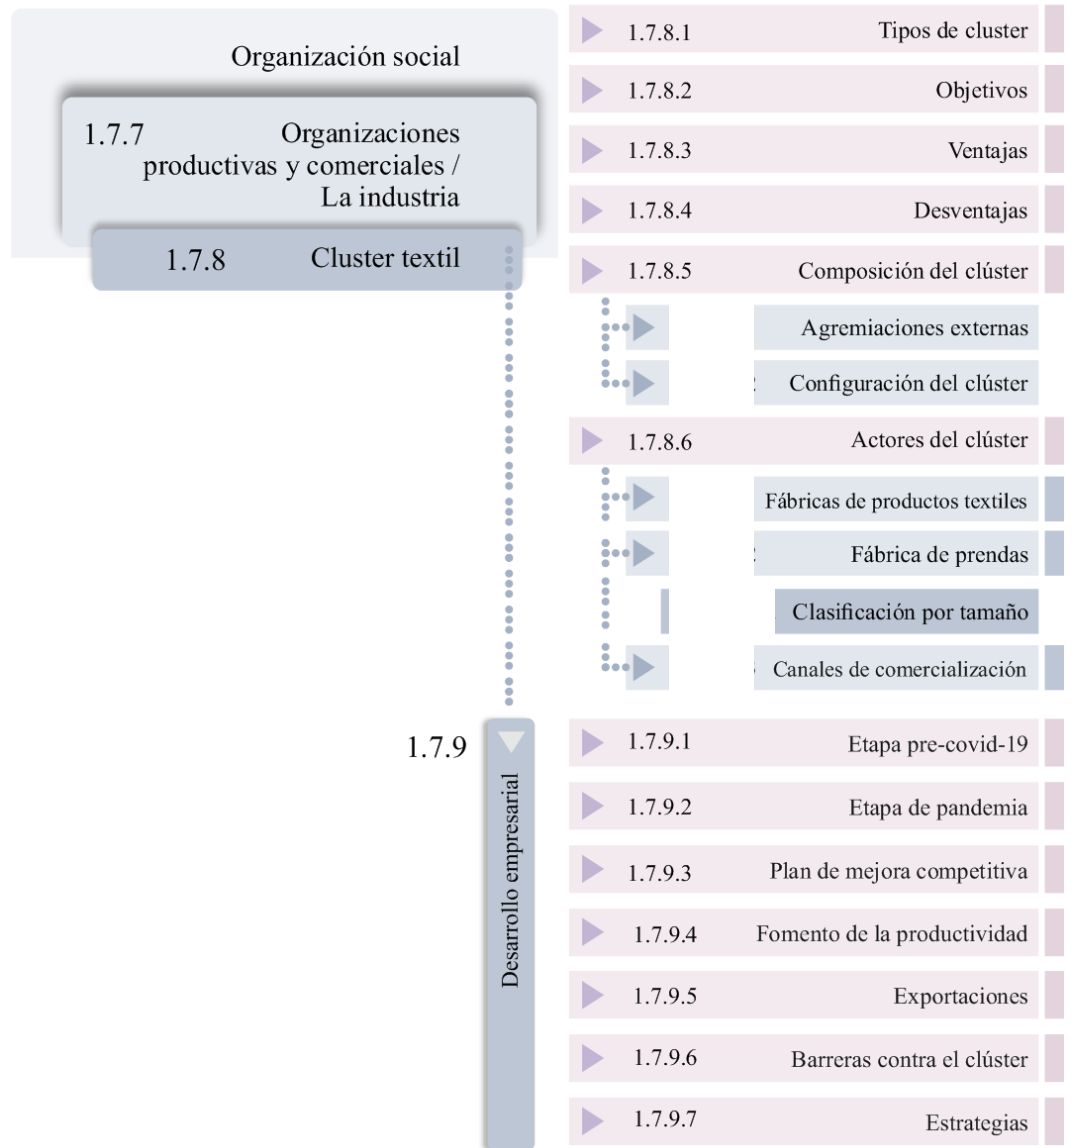 Organización social
1.7.7 Organizaciones
productivas y comerciales /
La industria
1.7.8 Cluster textil
1.7.8.1 Tipos de cluster
1.7.8.2 Objetivos
1.7.8.3 Ventajas
1.7.8.4 Desventajas
1.7.8.5 Composición del clúster
Agremiaciones externas
Configuración del clúster
1.7.8.6 Actores del clúster
Fábricas de productos textiles
Fábrica de prendas
Clasificación por tamaño
Canales de comercialización
1.7.9
Desarrollo empresarial
1.7.9.1 Etapa pre-covid-19
1.7.9.2 Etapa de pandemia
1.7.9.3 Plan de mejora competitiva
1.7.9.4 Fomento de la productividad
1.7.9.5 Exportaciones
1.7.9.6 Barreras contra el clúster
1.7.9.7 Estrategias